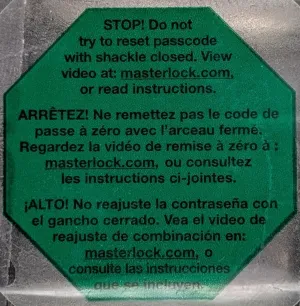 STOP! Do not
try to reset passcode
with shackle closed. View
video at: masterlock.com,
or read instructions.
ARRÊTEZ! Ne remettez pas le code de
passe à zéro avec l'arceau fermé.
Regardez la vidéo de remise à zéro à :
masterlock.com, ou consultez
les instructions ci-jointes.
¡ALTO! No reajuste la contraseña con
el gancho cerrado. Vea el video de
reajuste de combinación en:
masterlock.com, o
consulte las instrucciones
que se incluyen.